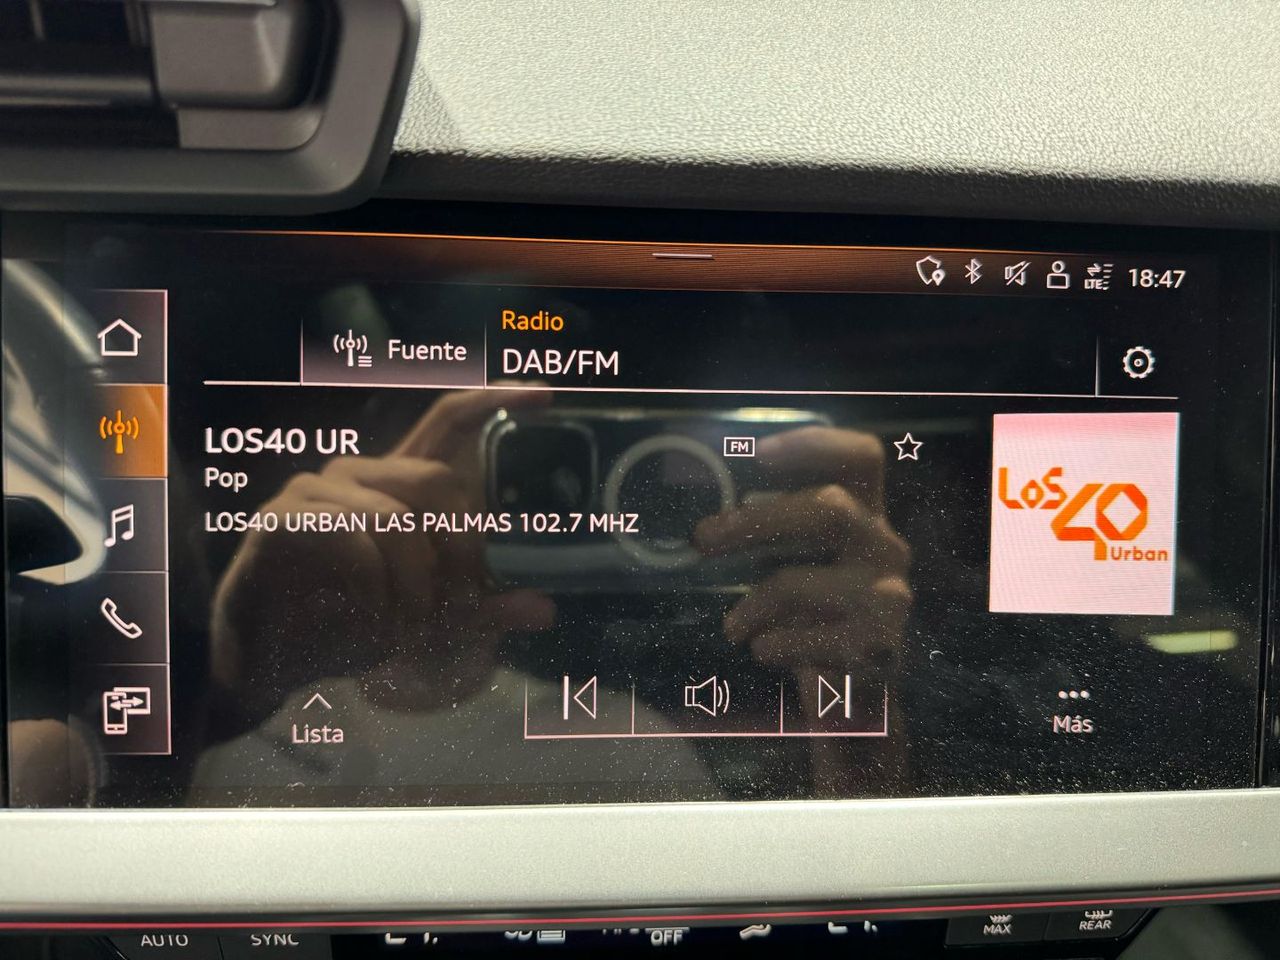 LTE 18:47
Fuente
Radio
DAB/FM
LOS40 UR
FM
Pop
LOS40 URBAN LAS PALMAS 102.7 MHZ
LOS
40
Urban
Lista
Más
AUTO
SYNC
OFF
MAX
REAR